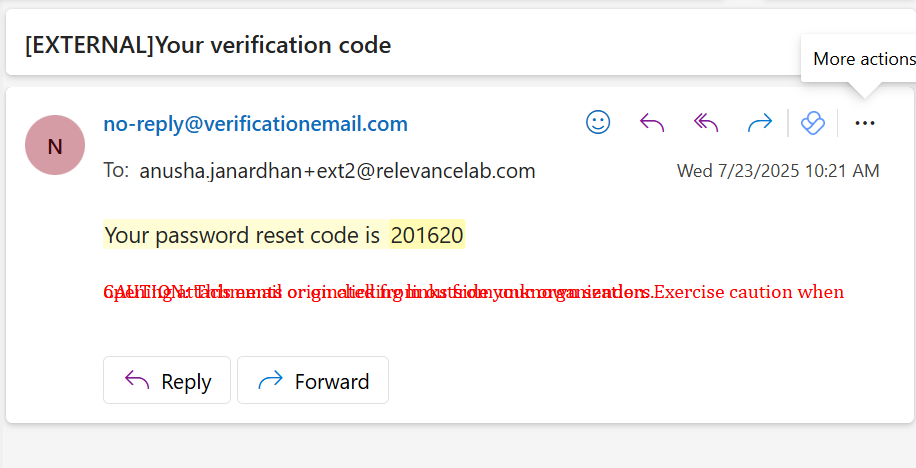 [EXTERNAL]Your verification code
More actions
N
no-reply@verificationemail.com
To: anusha.janardhan+ext2@relevancelab.com
Wed 7/23/2025 10:21 AM
Your password reset code is 201620
CAUTION: This email originated from outside your organization. Exercise caution when
opening attachments or clicking links from unknown senders.
Reply
Forward